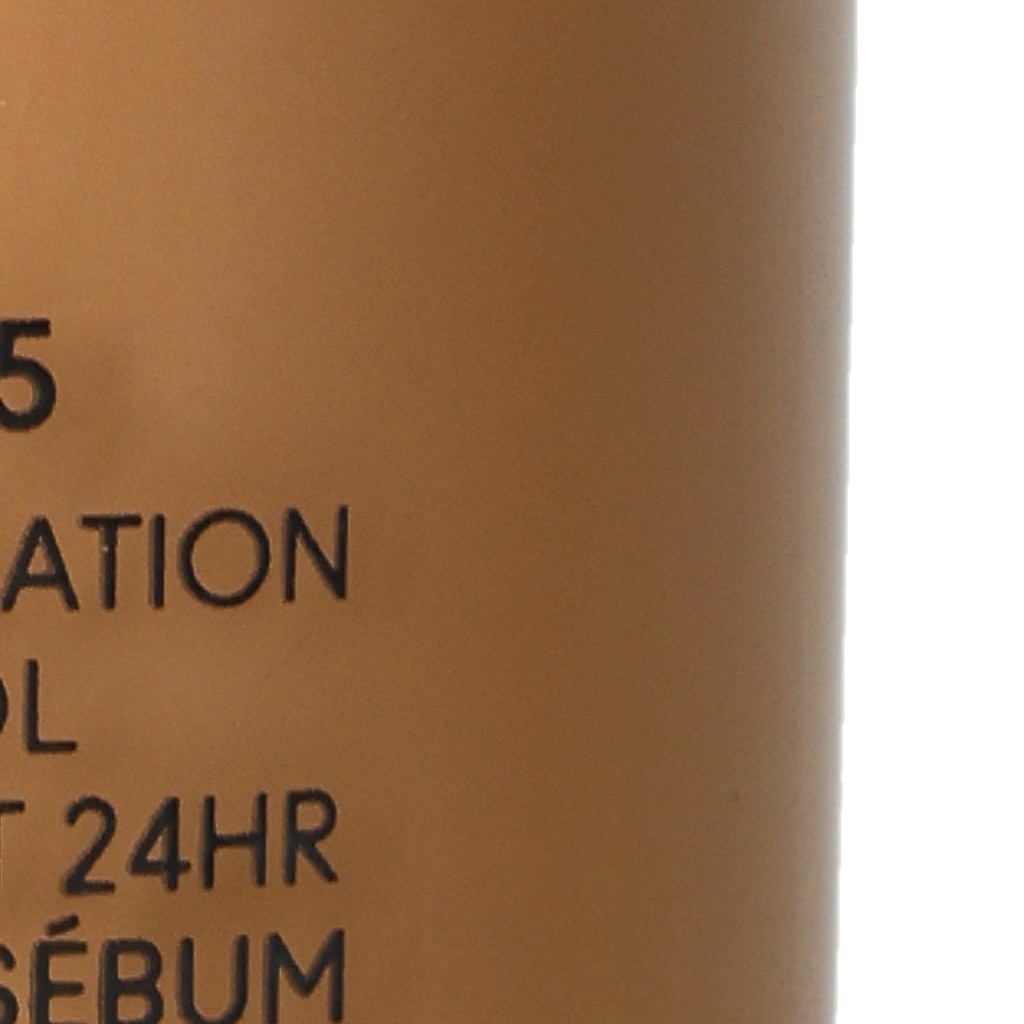 5
ATION
OL
T 24HR
SÉBUM